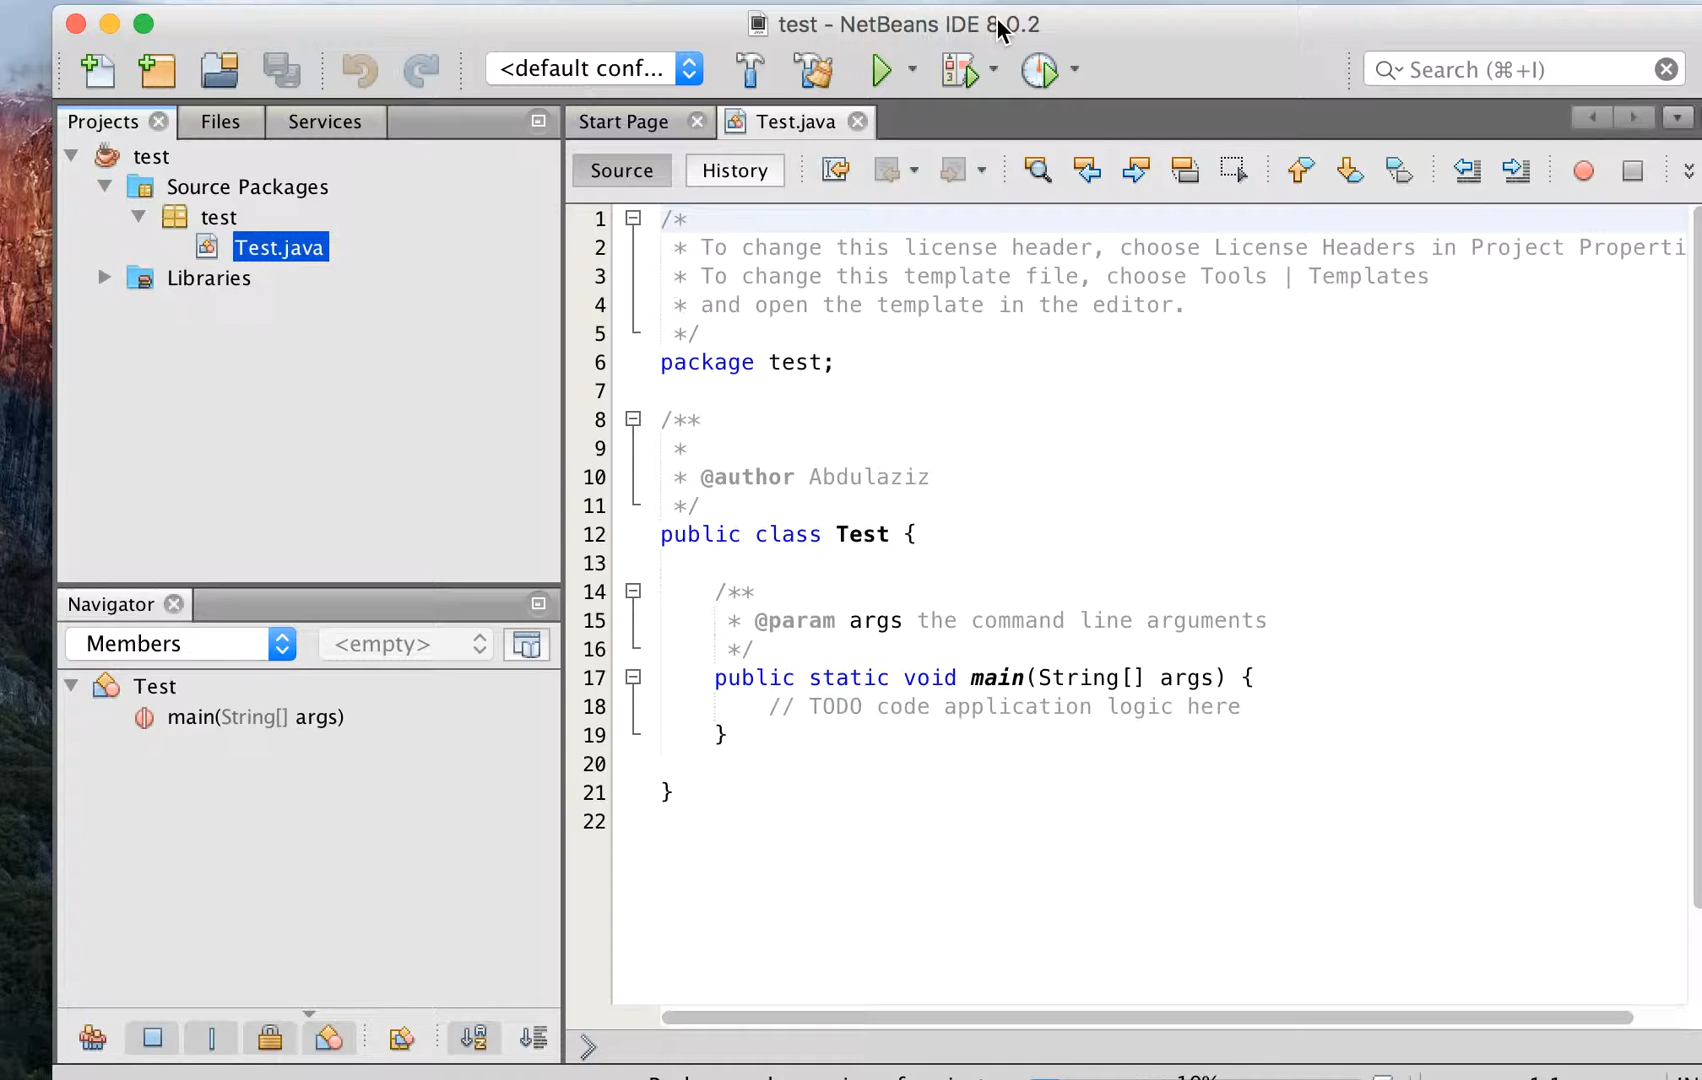 test - NetBeans IDE 8.0.2
<default conf...
Search (⌘+I)
Projects
Files
Services
Start Page
Test.java
test
Source Packages
test
Test.java
Libraries
Source
History
1 /*
2 * To change this license header, choose License Headers in Project Properti
3 * To change this template file, choose Tools | Templates
4 * and open the template in the editor.
5 */
6 package test;
7
8 /**
9 *
10 * @author Abdulaziz
11 */
12 public class Test {
13
14 /**
15 * @param args the command line arguments
16 */
17 public static void main(String[] args) {
18 // TODO code application logic here
19 }
20
21 }
22
Navigator
Members
<empty>
Test
main(String[] args)